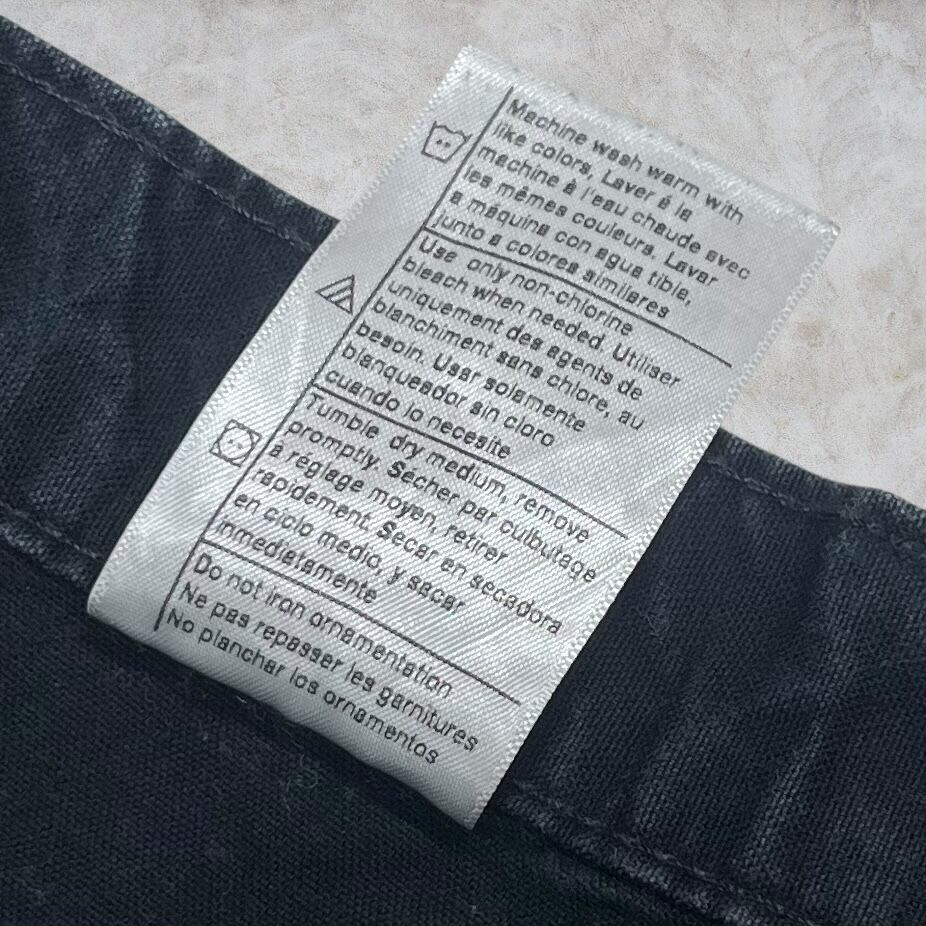 Machine wash warm with
like colors, Laver á la
machine à l'eau chaude avec
les mêmes couleurs. Lavar
a máquina con agua tibia,
junto a colores similares
Use only non-chlorine
bleach when needed. Utiliser
uniquement des agents de
blanchiment sans chlore, au
besoin. Usar solamente
blanqueador sin cloro
cuando lo necesite
Tumble dry medium, remove
promptly. Sècher par culbutage
à réglage moyen, retirer
rapidement. Secar en secadora
en ciclo medio, y sacar
inmediatamente
Do not iron ornamentation
Ne pas repasser les garnitures
No planchar los ornamentos